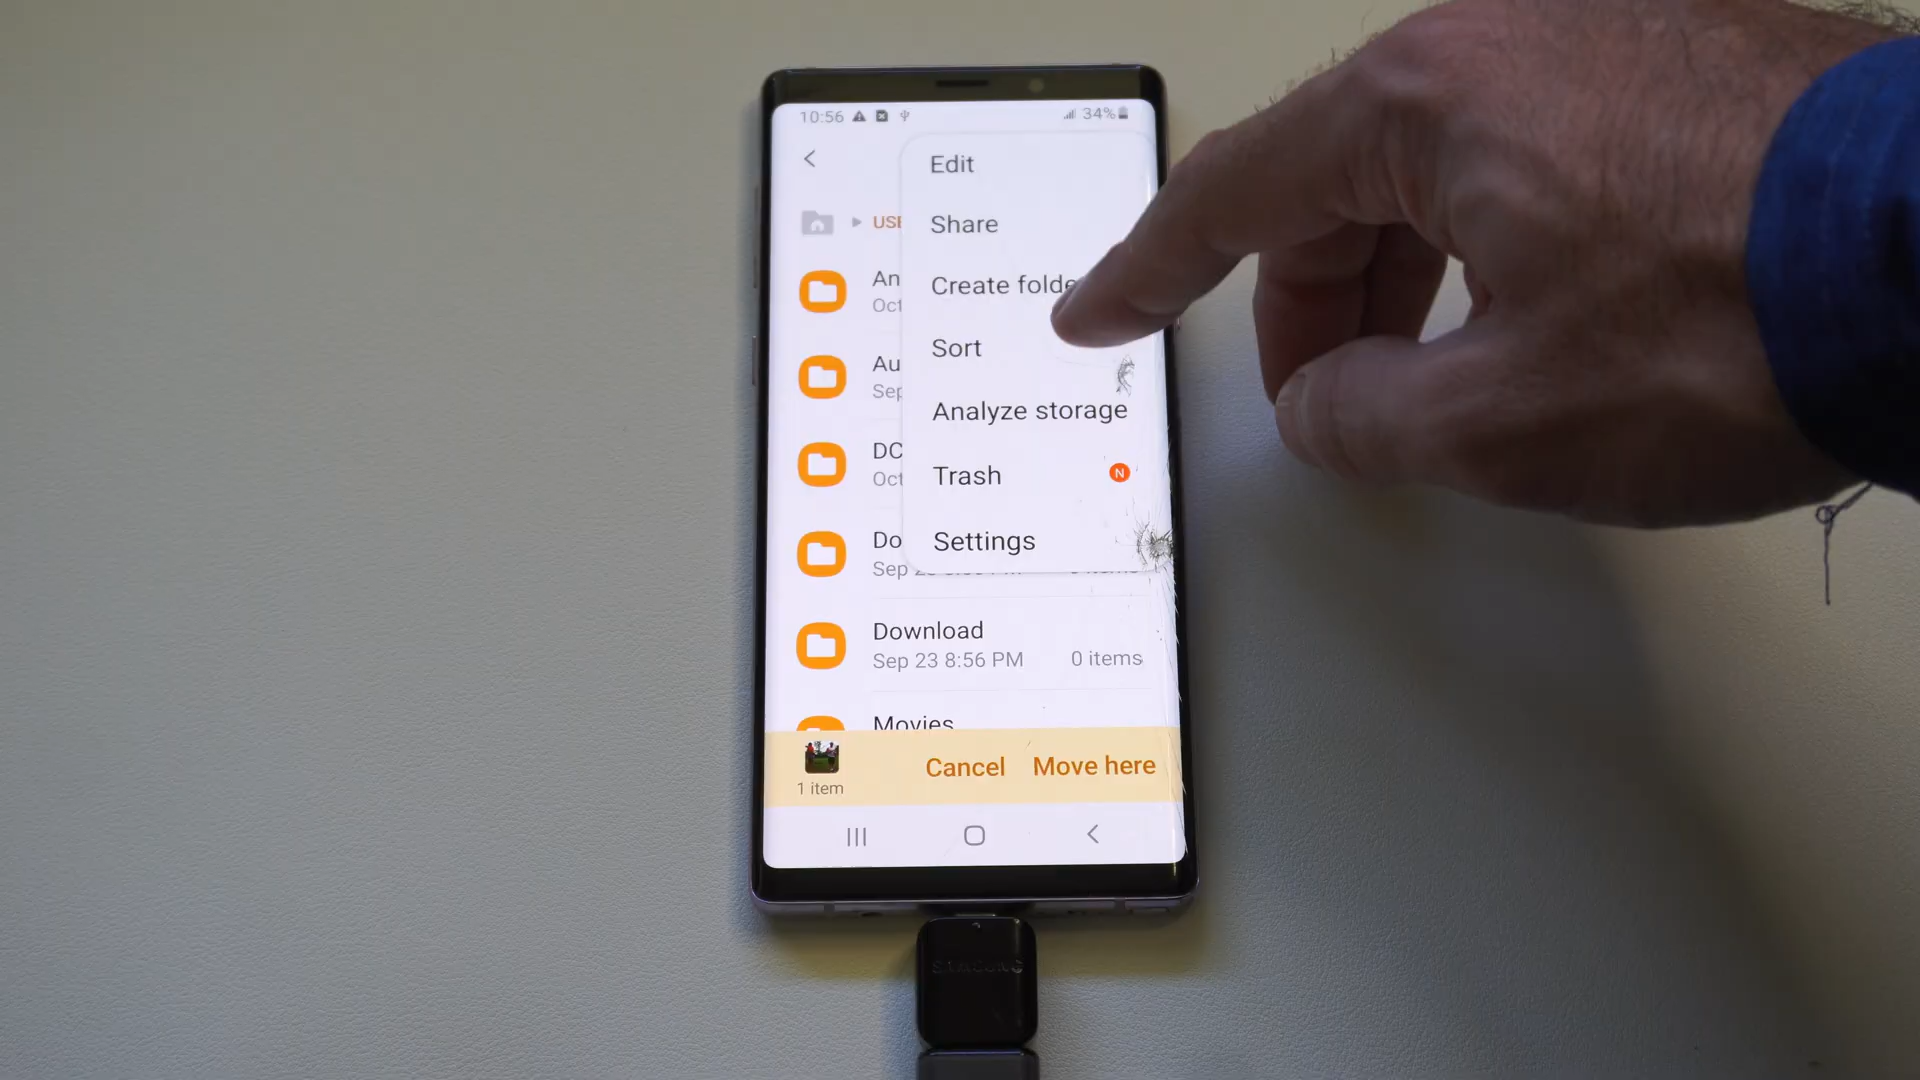 10:56
34%
Edit
USB
Share
An
Oct
Create folde
Au
Sep
Sort
DC
Oct
Analyze storage
Trash
N
Do
Sep
Settings
Download
Sep 23 8:56 PM
0 items
Movies
1 item
Cancel
Move here
SAMSUNG